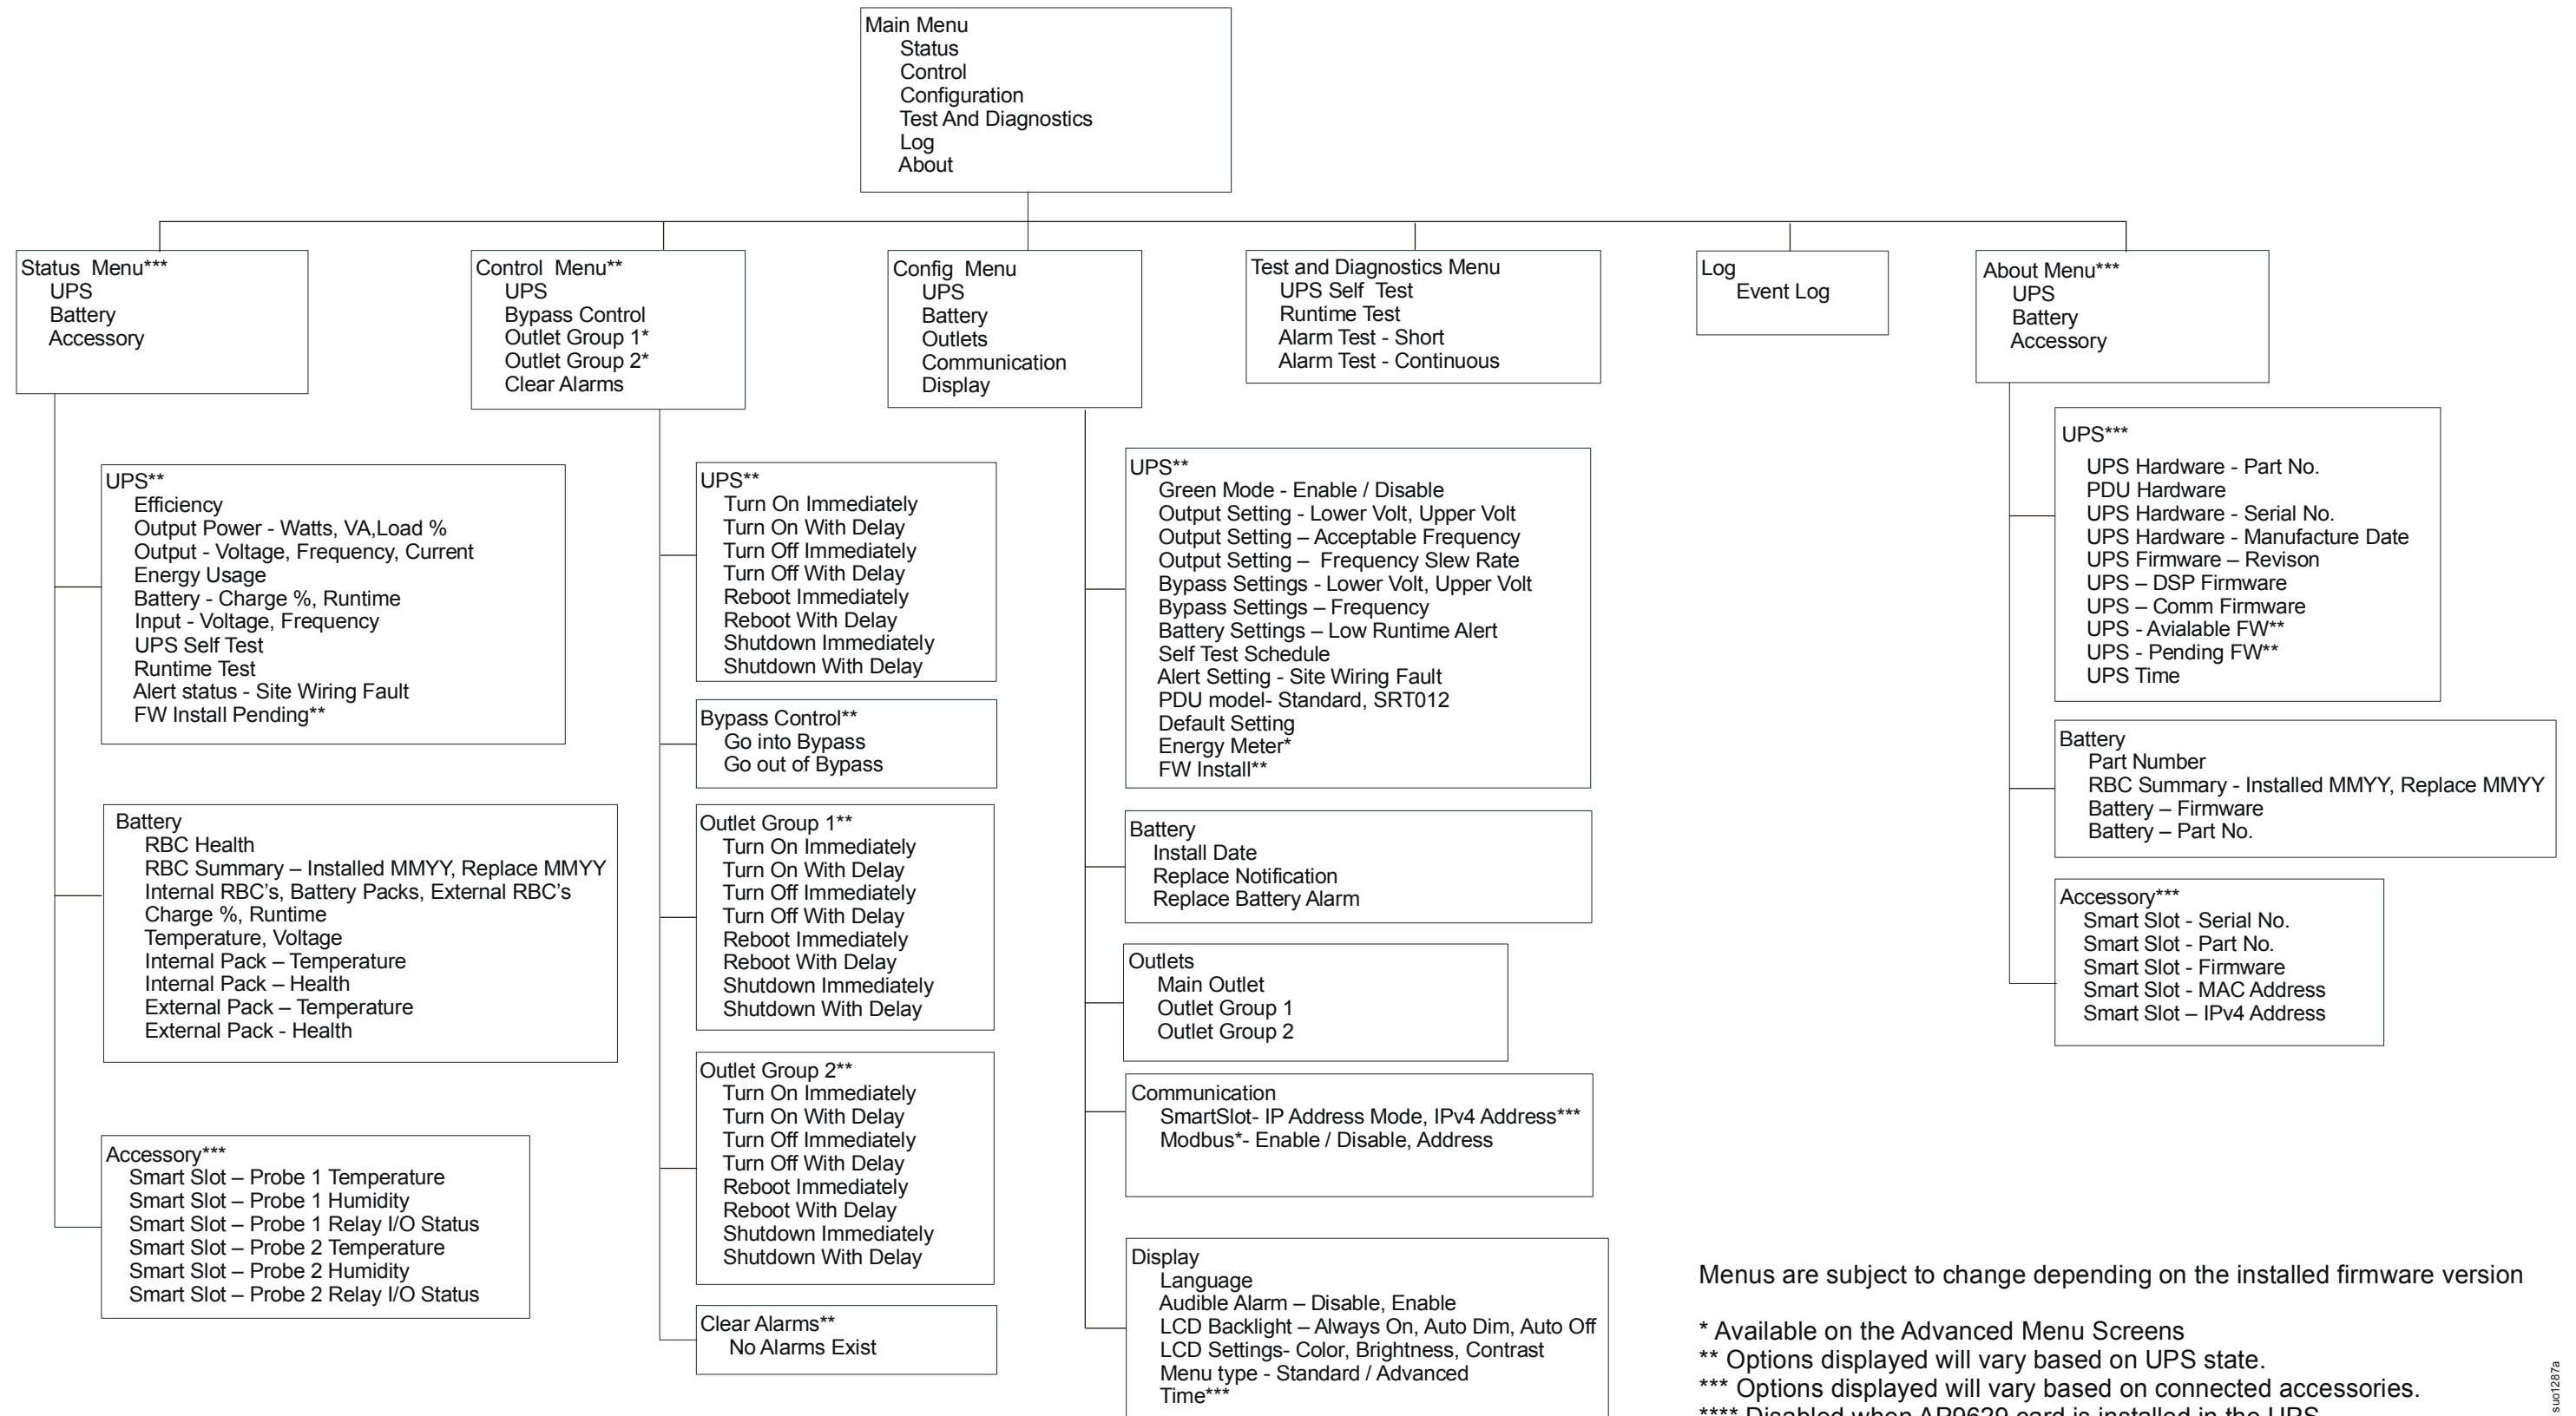 Main Menu
Status
Control
Configuration
Test And Diagnostics
Log
About
Status Menu***
UPS
Battery
Accessory
UPS**
Efficiency
Output Power - Watts, VA,Load %
Output - Voltage, Frequency, Current
Energy Usage
Battery - Charge %, Runtime
Input - Voltage, Frequency
UPS Self Test
Runtime Test
Alert status - Site Wiring Fault
FW Install Pending**
Battery
RBC Health
RBC Summary – Installed MMYY, Replace MMYY
Internal RBC’s, Battery Packs, External RBC’s
Charge %, Runtime
Temperature, Voltage
Internal Pack – Temperature
Internal Pack – Health
External Pack – Temperature
External Pack - Health
Accessory***
Smart Slot – Probe 1 Temperature
Smart Slot – Probe 1 Humidity
Smart Slot – Probe 1 Relay I/O Status
Smart Slot – Probe 2 Temperature
Smart Slot – Probe 2 Humidity
Smart Slot – Probe 2 Relay I/O Status
Control Menu**
UPS
Bypass Control
Outlet Group 1*
Outlet Group 2*
Clear Alarms
UPS**
Turn On Immediately
Turn On With Delay
Turn Off Immediately
Turn Off With Delay
Reboot Immediately
Reboot With Delay
Shutdown Immediately
Shutdown With Delay
Bypass Control**
Go into Bypass
Go out of Bypass
Outlet Group 1**
Turn On Immediately
Turn On With Delay
Turn Off Immediately
Turn Off With Delay
Reboot Immediately
Reboot With Delay
Shutdown Immediately
Shutdown With Delay
Outlet Group 2**
Turn On Immediately
Turn On With Delay
Turn Off Immediately
Turn Off With Delay
Reboot Immediately
Reboot With Delay
Shutdown Immediately
Shutdown With Delay
Clear Alarms**
No Alarms Exist
Config Menu
UPS
Battery
Outlets
Communication
Display
UPS**
Green Mode - Enable / Disable
Output Setting - Lower Volt, Upper Volt
Output Setting – Acceptable Frequency
Output Setting – Frequency Slew Rate
Bypass Settings - Lower Volt, Upper Volt
Bypass Settings – Frequency
Battery Settings – Low Runtime Alert
Self Test Schedule
Alert Setting - Site Wiring Fault
PDU model- Standard, SRT012
Default Setting
Energy Meter*
FW Install**
Battery
Install Date
Replace Notification
Replace Battery Alarm
Outlets
Main Outlet
Outlet Group 1
Outlet Group 2
Communication
SmartSlot- IP Address Mode, IPv4 Address***
Modbus*- Enable / Disable, Address
Display
Language
Audible Alarm – Disable, Enable
LCD Backlight – Always On, Auto Dim, Auto Off
LCD Settings- Color, Brightness, Contrast
Menu type - Standard / Advanced
Time***
Test and Diagnostics Menu
UPS Self Test
Runtime Test
Alarm Test - Short
Alarm Test - Continuous
Log
Event Log
About Menu***
UPS
Battery
Accessory
UPS***
UPS Hardware - Part No.
PDU Hardware
UPS Hardware - Serial No.
UPS Hardware - Manufacture Date
UPS Firmware – Revison
UPS – DSP Firmware
UPS – Comm Firmware
UPS - Avialable FW**
UPS - Pending FW**
UPS Time
Battery
Part Number
RBC Summary - Installed MMYY, Replace MMYY
Battery – Firmware
Battery – Part No.
Accessory***
Smart Slot - Serial No.
Smart Slot - Part No.
Smart Slot - Firmware
Smart Slot - MAC Address
Smart Slot – IPv4 Address
Menus are subject to change depending on the installed firmware version
* Available on the Advanced Menu Screens
** Options displayed will vary based on UPS state.
*** Options displayed will vary based on connected accessories.
**** Disabled when AP9629 card is installed in the UPS
suo1287a